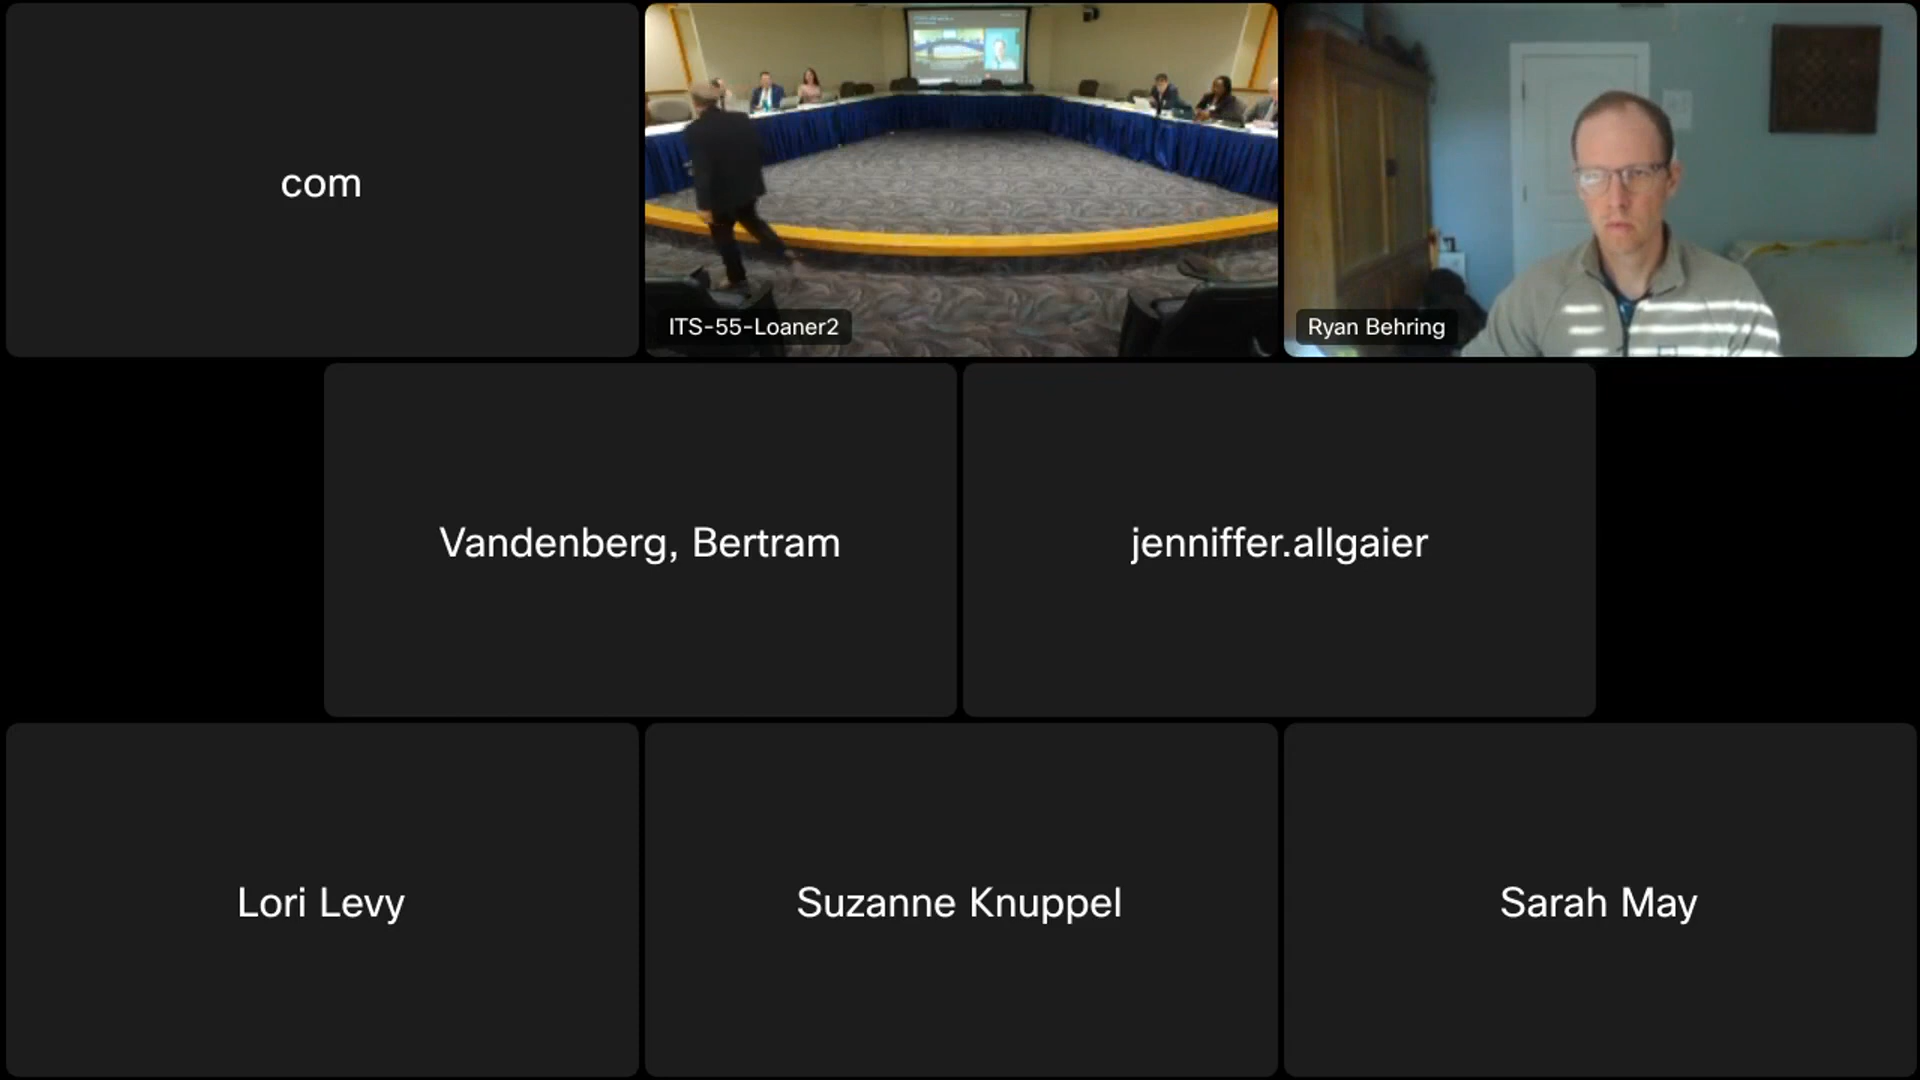 com
ITS-55-Loaner2
Ryan Behring
Vandenberg, Bertram
jenniffer.allgaier
Lori Levy
Suzanne Knuppel
Sarah May